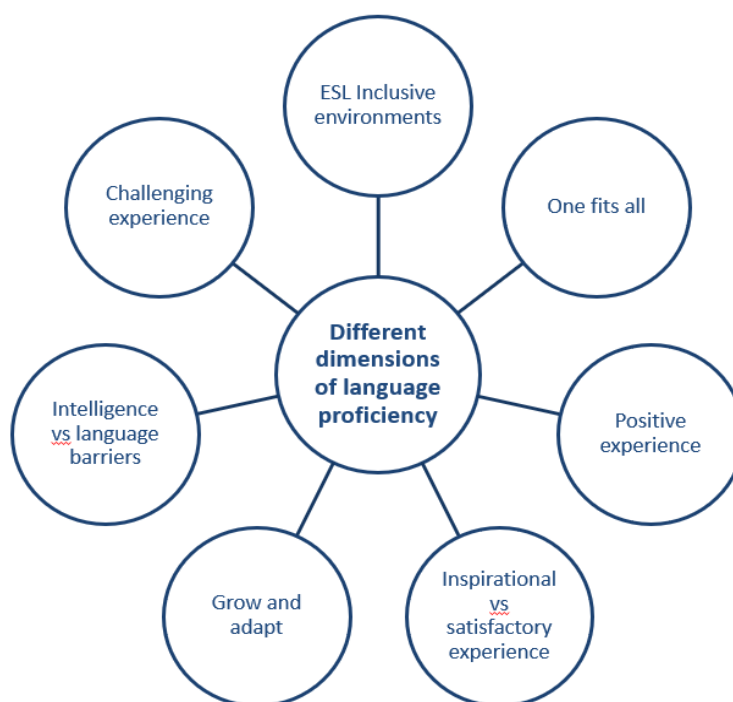 ESL Inclusive
environments
One fits all
Positive
experience
Inspirational
vs
satisfactory
experience
Grow and
adapt
Intelligence
vs language
barriers
Challenging
experience
Different
dimensions
of language
proficiency